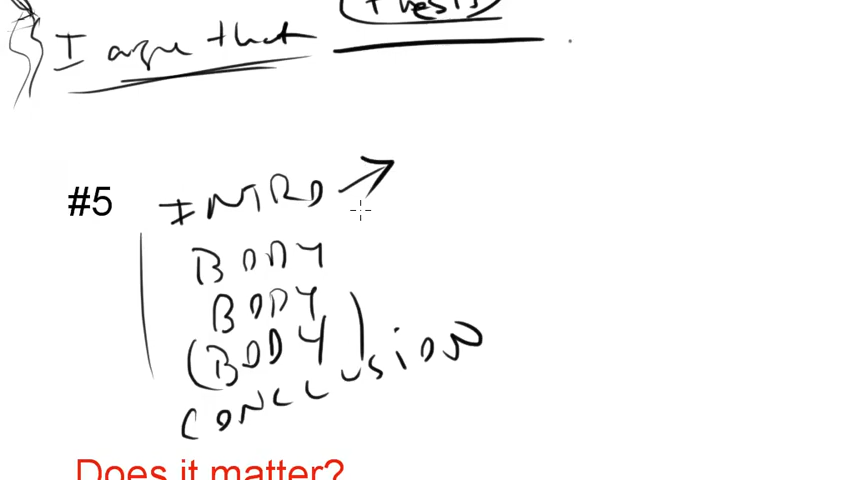 Thesis
I argue that
#5 INTRO
BODY
BODY
(BODY)
CONCLUSION
Does it matter?